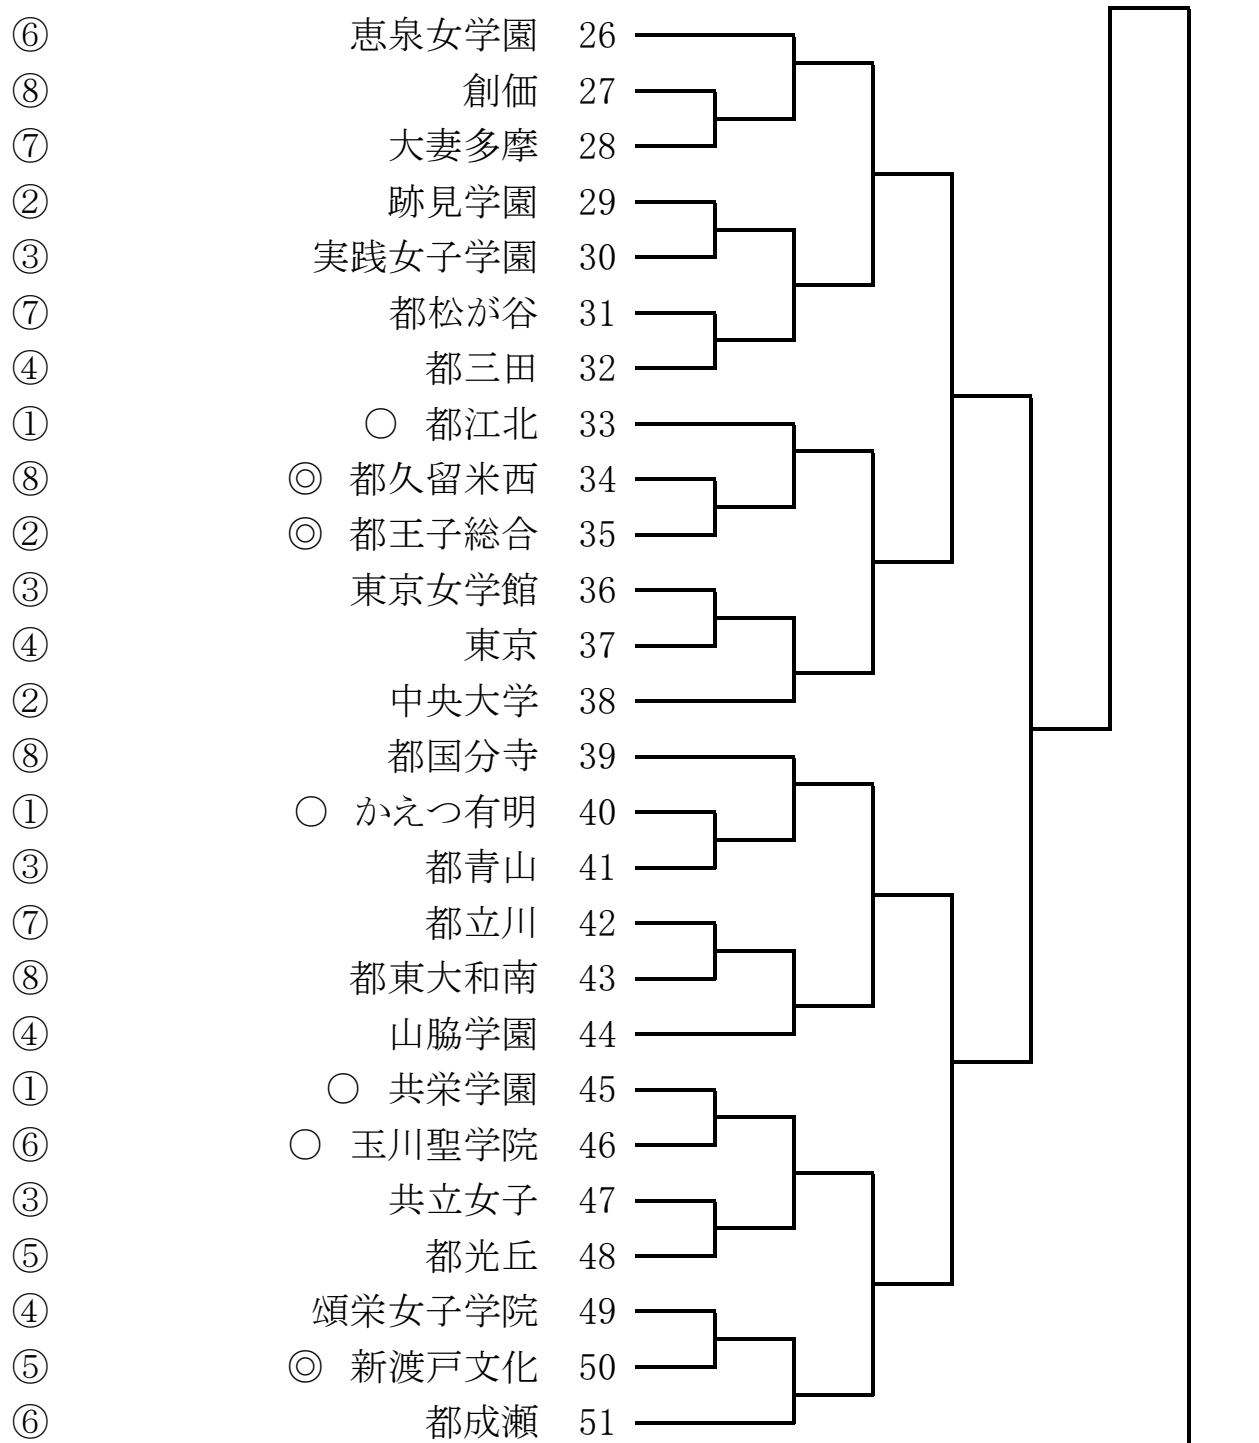 ⑥ 恵泉女学園 26
⑧ 創価 27
⑦ 大妻多摩 28
② 跡見学園 29
③ 実践女子学園 30
⑦ 都松が谷 31
④ 都三田 32
① ○ 都江北 33
⑧ ◎ 都久留米西 34
② ◎ 都王子総合 35
③ 東京女学館 36
④ 東京 37
② 中央大学 38
⑧ 都国分寺 39
① ○ かえつ有明 40
③ 都青山 41
⑦ 都立川 42
⑧ 都東大和南 43
④ 山脇学園 44
① ○ 共栄学園 45
⑥ ○ 玉川聖学院 46
③ 共立女子 47
⑤ 都光丘 48
④ 頌栄女子学院 49
⑤ ◎ 新渡戸文化 50
⑥ 都成瀬 51